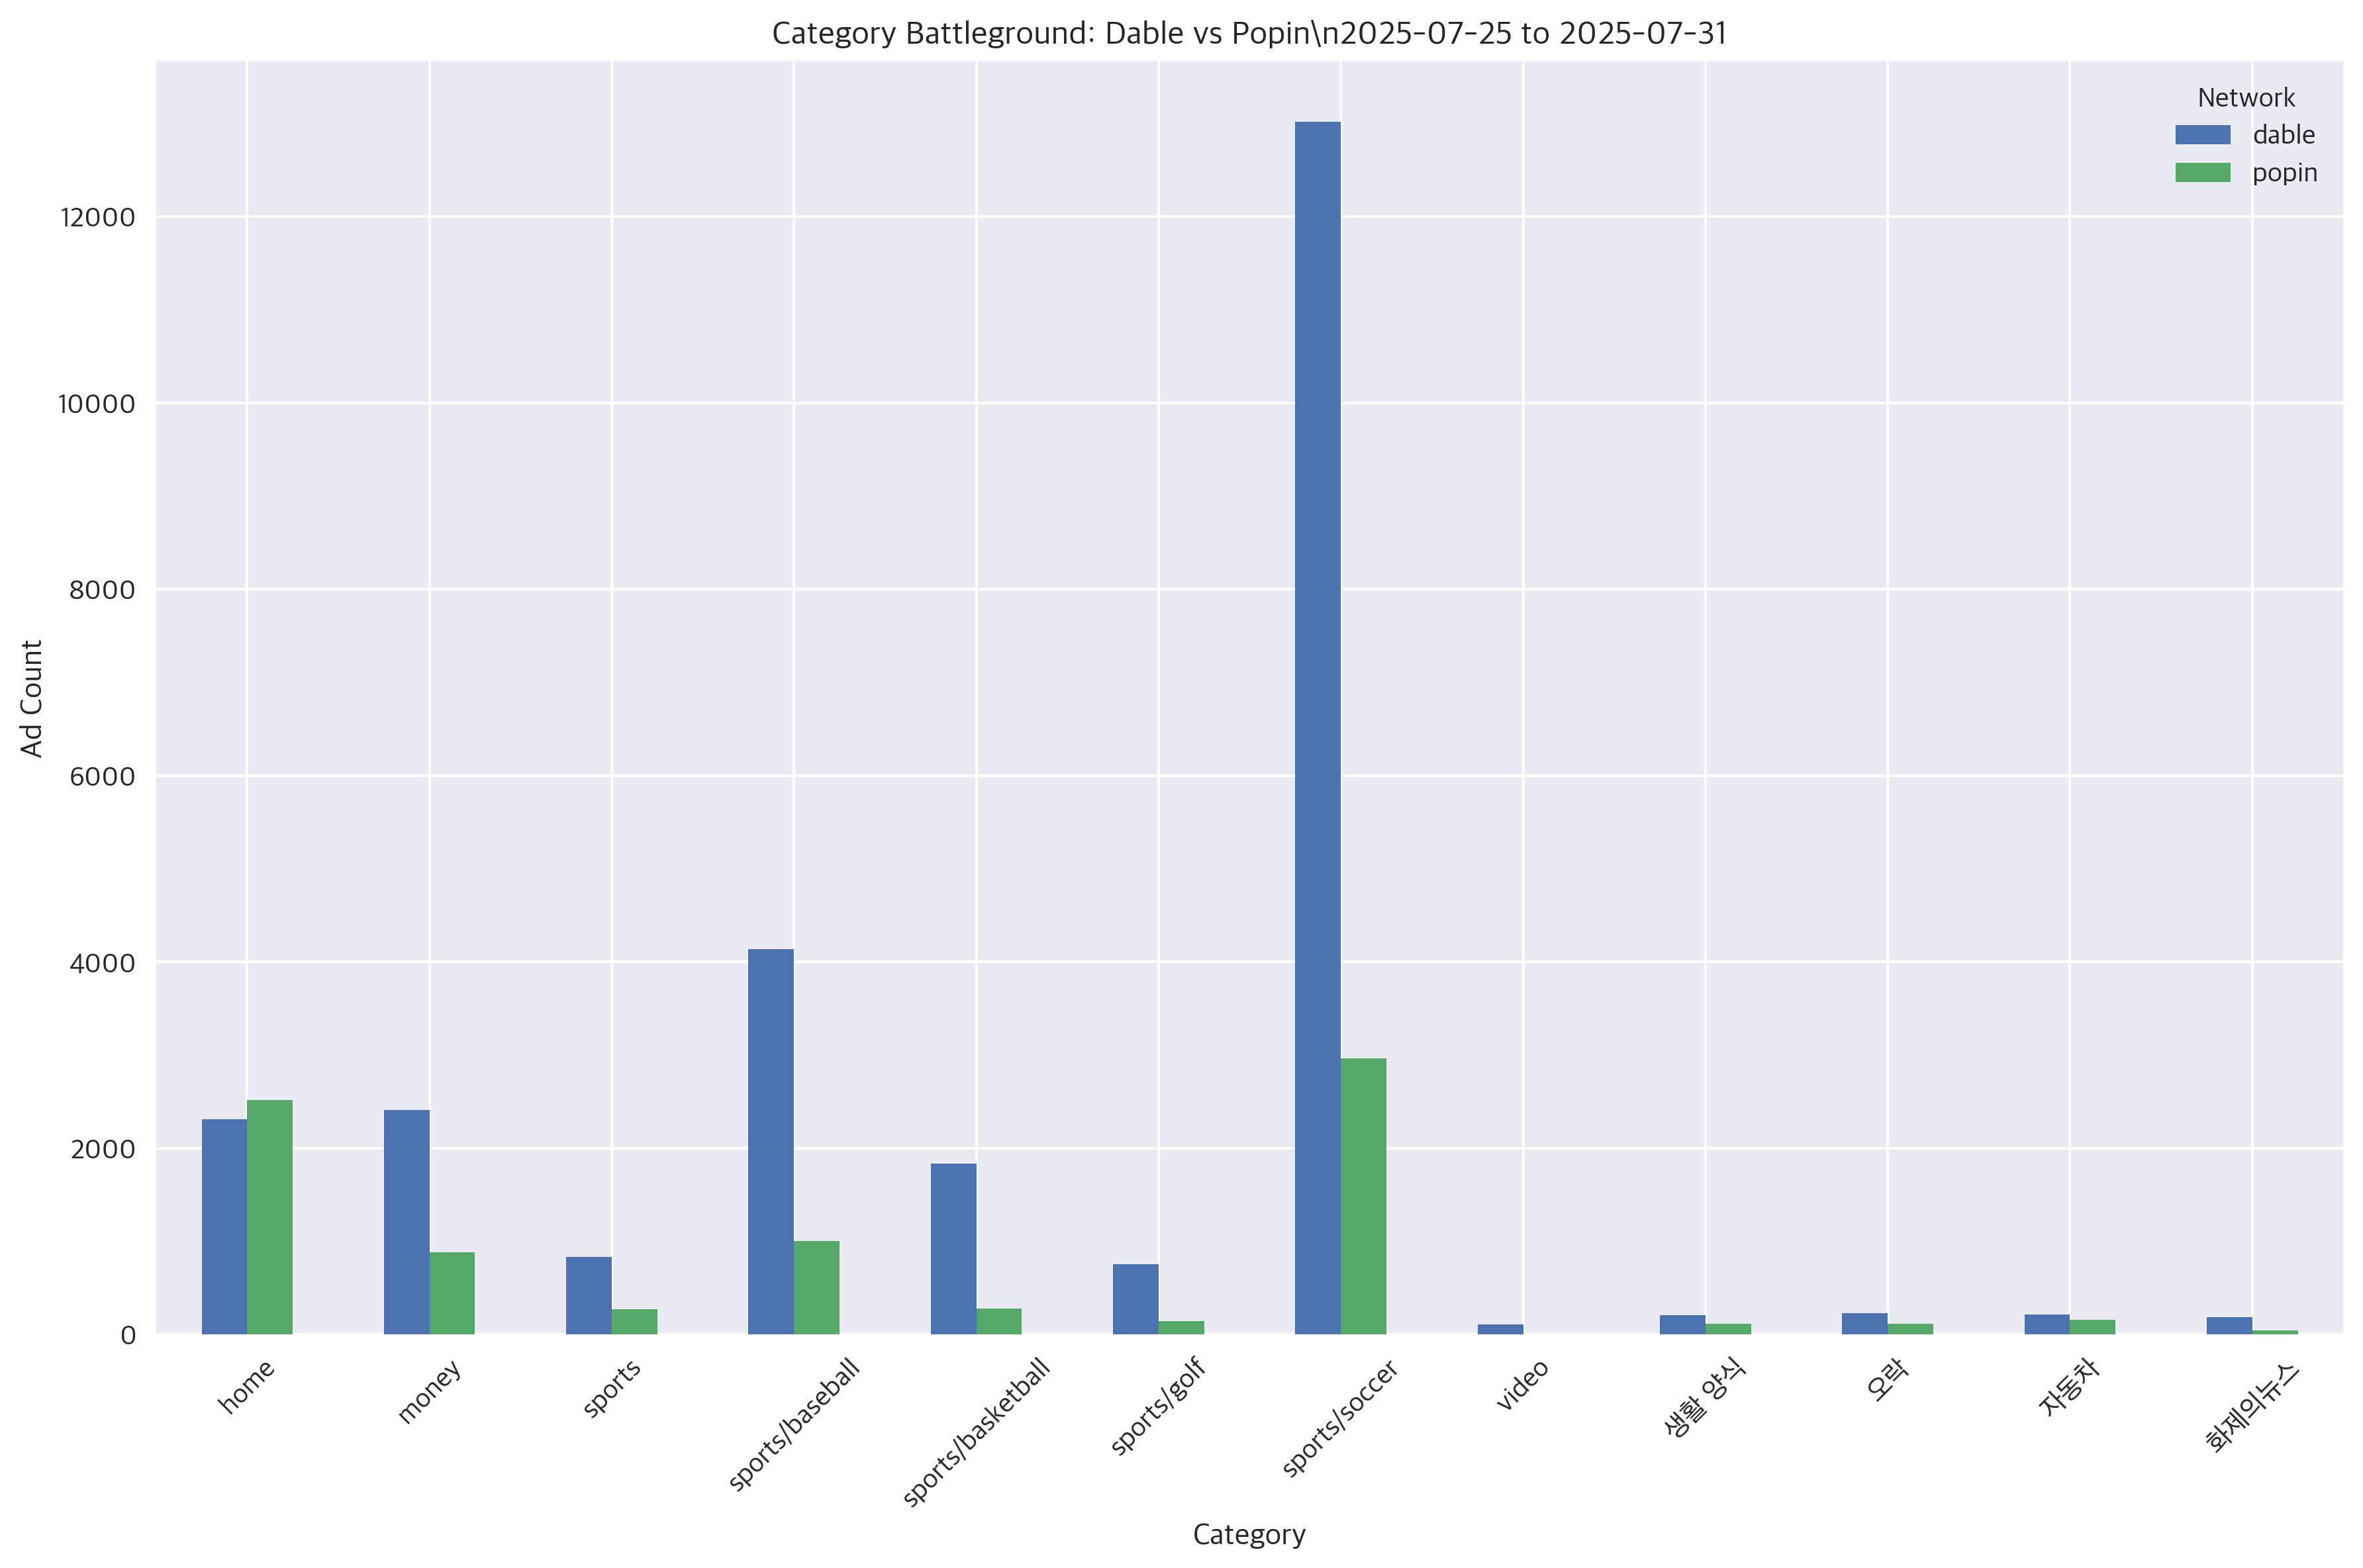 Category Battleground: Dable vs Popin\n2025-07-25 to 2025-07-31
Network
dable
popin
12000
10000
8000
6000
4000
2000
0
Ad Count
home
money
sports
sports/baseball
sports/basketball
sports/golf
sports/soccer
video
생활 양식
오락
자동차
화제의뉴스
Category